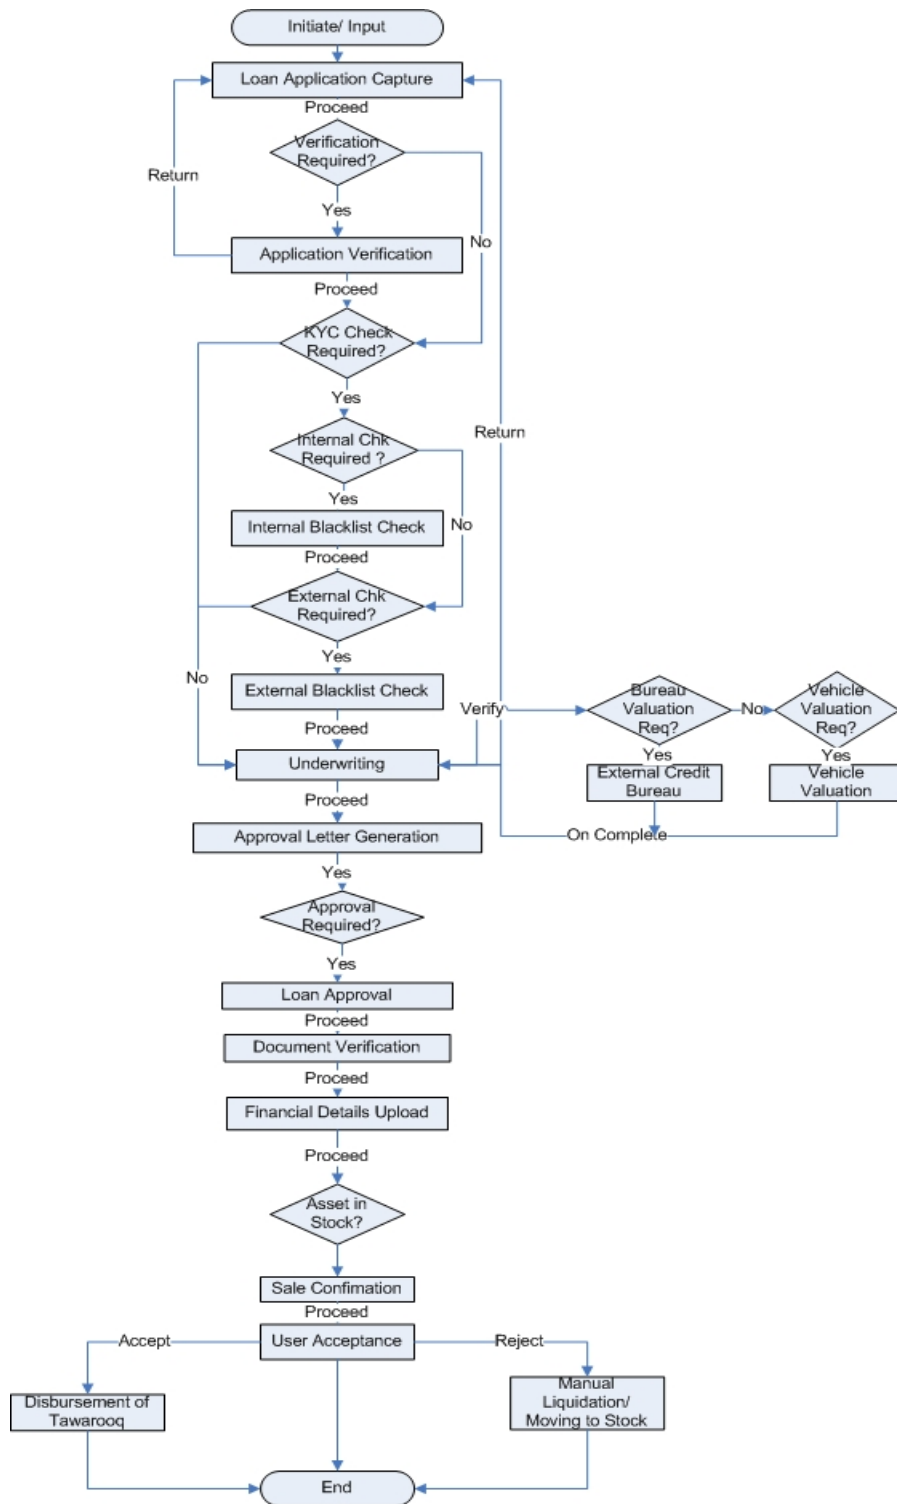 Initiate/ Input
Loan Application Capture
Proceed
Verification
Required?
Return
Yes
No
Application Verification
Proceed
KYC Check
Required?
Yes
Return
Internal Chk
Required ?
Yes
No
Internal Blacklist Check
Proceed
External Chk
Required?
Yes
No
External Blacklist Check
Verify
Bureau
Valuation
Req?
No
Vehicle
Valuation
Req?
Proceed
Yes
Yes
Underwriting
External Credit
Bureau
Vehicle
Valuation
Proceed
On Complete
Approval Letter Generation
Yes
Approval
Required?
Yes
Loan Approval
Proceed
Document Verification
Proceed
Financial Details Upload
Proceed
Asset in
Stock?
Sale Confimation
Proceed
Accept
User Acceptance
Reject
Disbursement of
Tawarooq
Manual
Liquidation/
Moving to Stock
End